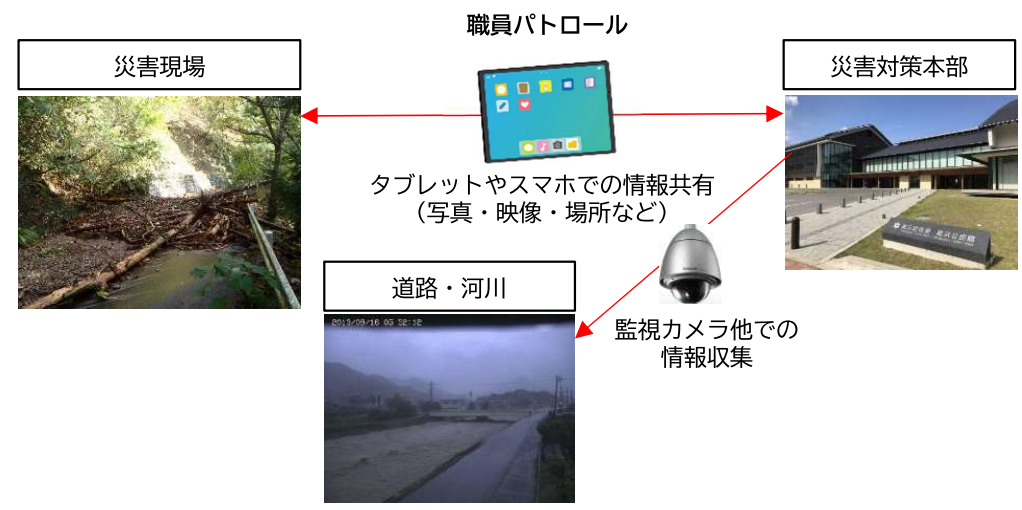 職員パトロール
災害現場
災害対策本部
タブレットやスマホでの情報共有
（写真・映像・場所など）
道路・河川
2013/09/16 05 52:12
監視カメラ他での
情報収集